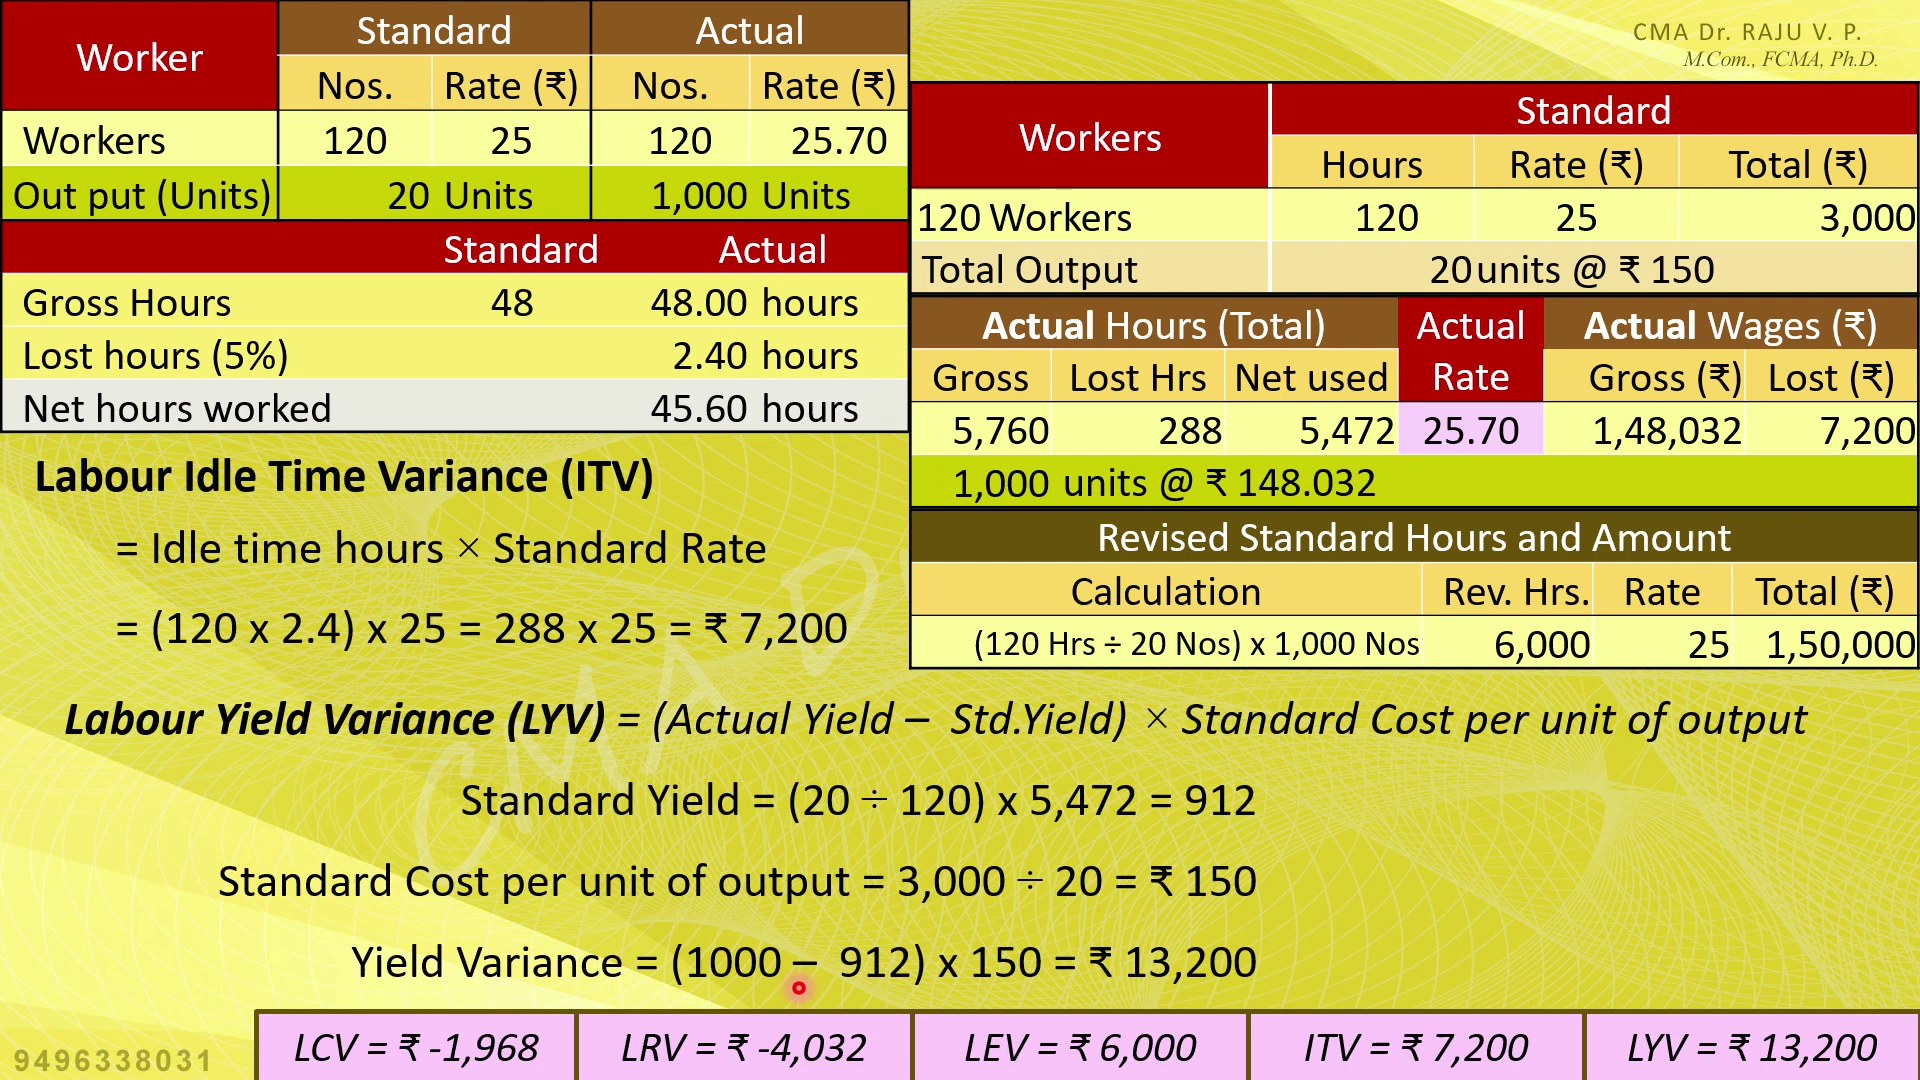 Worker Standard Actual
Nos. Rate (₹) Nos. Rate (₹)
Workers 120 25 120 25.70
Out put (Units) 20 Units 1,000 Units
Standard Actual
Gross Hours 48 48.00 hours
Lost hours (5%) 2.40 hours
Net hours worked 45.60 hours
CMA Dr. RAJU V. P.
M.Com., FCMA, Ph.D.
Workers Standard
Hours Rate (₹) Total (₹)
120 Workers 120 25 3,000
Total Output 20 units @ ₹ 150
Actual Hours (Total) Actual Rate Actual Wages (₹)
Gross Lost Hrs Net used Gross (₹) Lost (₹)
5,760 288 5,472 25.70 1,48,032 7,200
1,000 units @ ₹ 148.032
Revised Standard Hours and Amount
Calculation Rev. Hrs. Rate Total (₹)
(120 Hrs ÷ 20 Nos) x 1,000 Nos 6,000 25 1,50,000
Labour Idle Time Variance (ITV)
= Idle time hours × Standard Rate
= (120 x 2.4) x 25 = 288 x 25 = ₹ 7,200
Labour Yield Variance (LYV) = (Actual Yield – Std.Yield) × Standard Cost per unit of output
Standard Yield = (20 ÷ 120) x 5,472 = 912
Standard Cost per unit of output = 3,000 ÷ 20 = ₹ 150
Yield Variance = (1000 – 912) x 150 = ₹ 13,200
9496338031
LCV = ₹ -1,968 LRV = ₹ -4,032 LEV = ₹ 6,000 ITV = ₹ 7,200 LYV = ₹ 13,200
CMA D